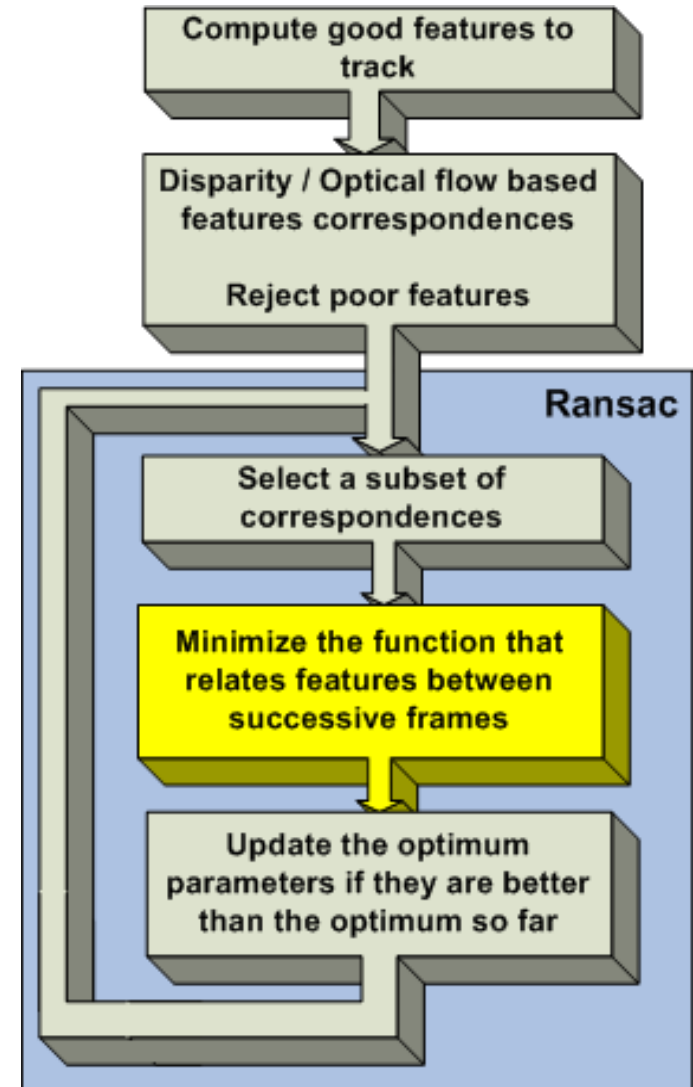 Compute good features to
track
Disparity / Optical flow based
features correspondences
Reject poor features
Ransac
Select a subset of
correspondences
Minimize the function that
relates features between
successive frames
Update the optimum
parameters if they are better
than the optimum so far